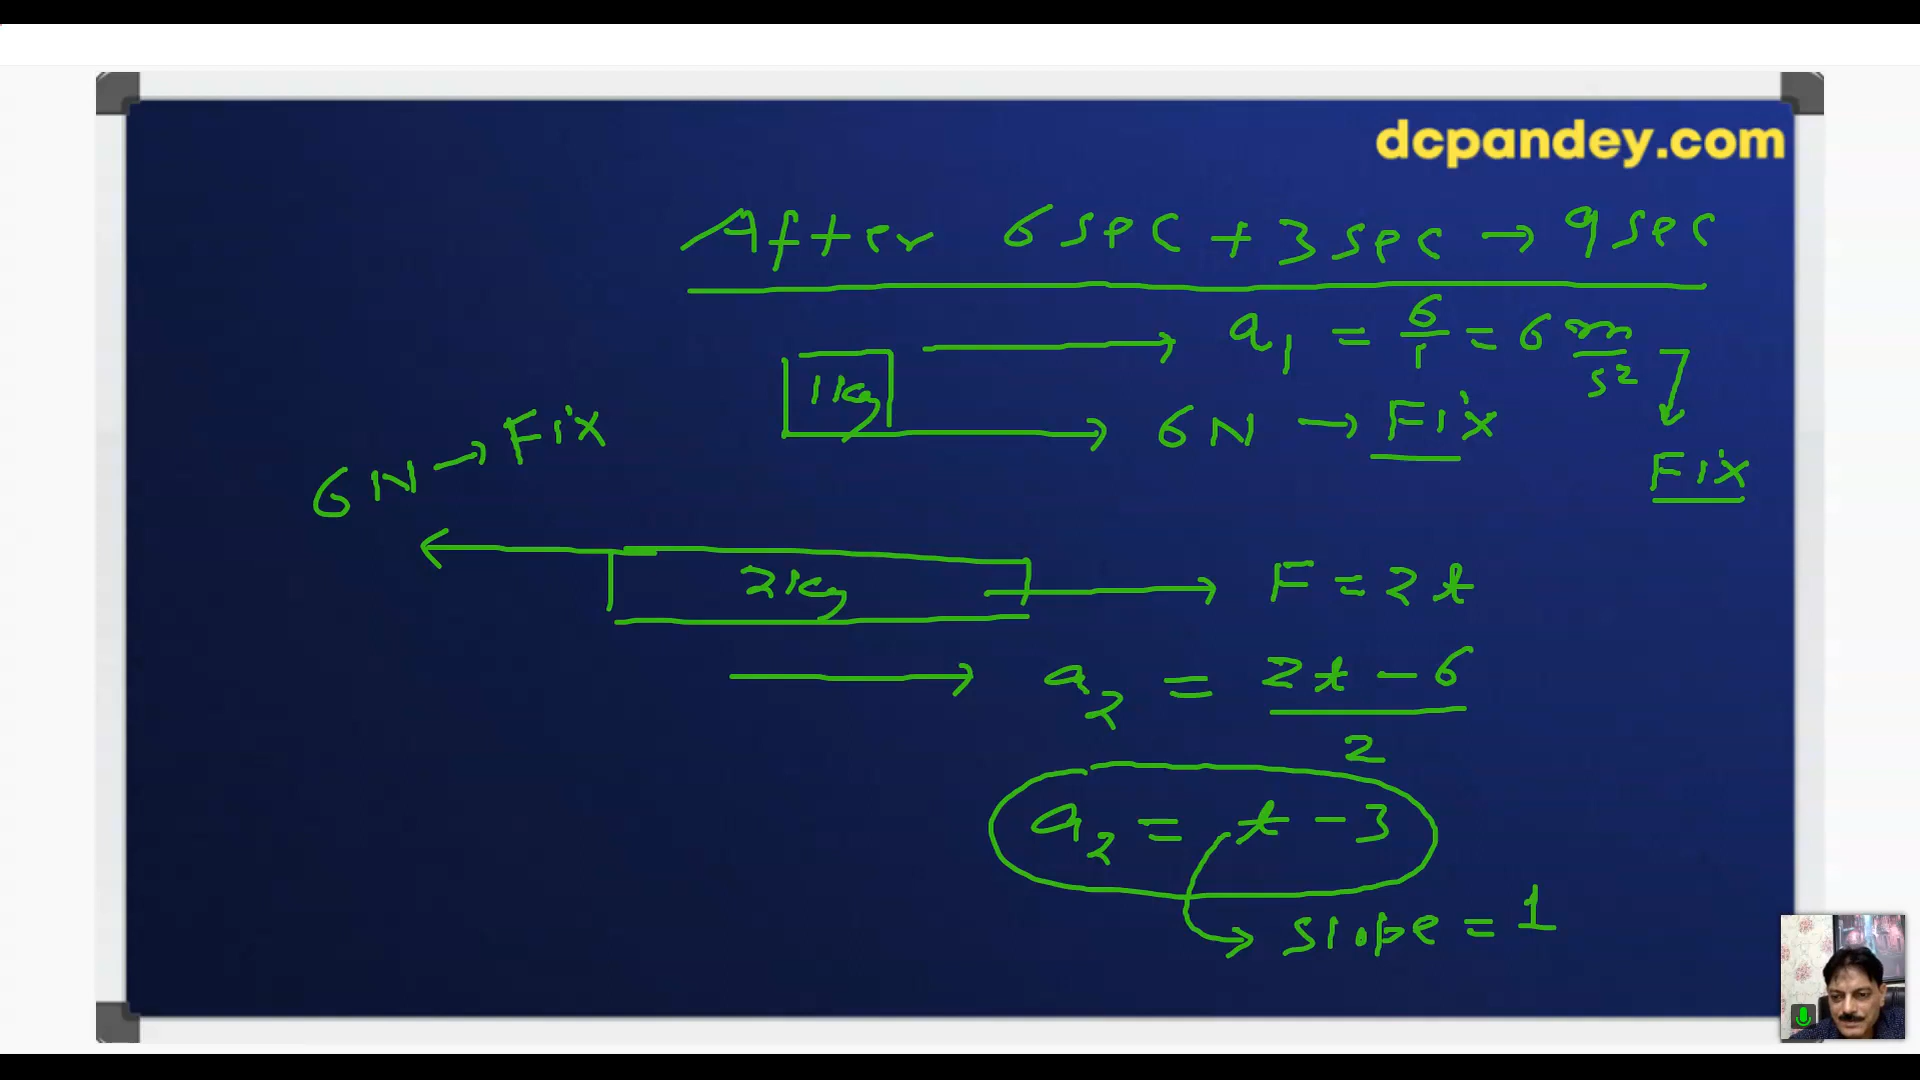 dcpandey.com
After 6 sec + 3 sec → 9 sec
a₁ = 6/1 = 6 m/s²
1kg
6N → Fix
Fix
6N → Fix
2kg
F = 2t
a₂ = (2t - 6)/2
a₂ = t - 3
slope = 1